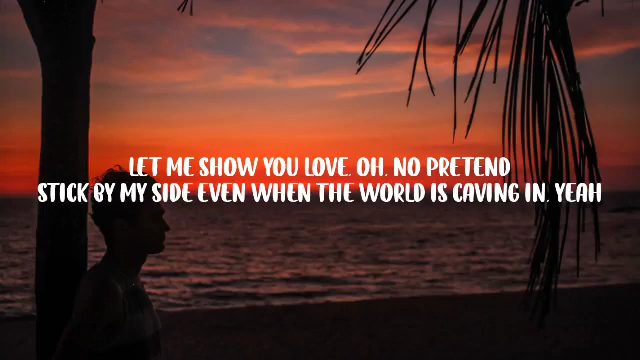 LET ME SHOW YOU LOVE. OH. NO PRETEND
STICK BY MY SIDE EVEN WHEN THE WORLD IS CAVING IN. YEAH